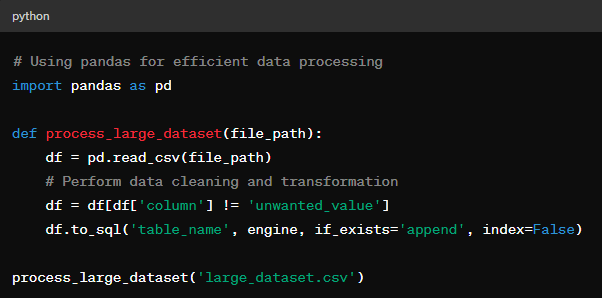 python
# Using pandas for efficient data processing
import pandas as pd
def process_large_dataset(file_path):
    df = pd.read_csv(file_path)
    # Perform data cleaning and transformation
    df = df[df['column'] != 'unwanted_value']
    df.to_sql('table_name', engine, if_exists='append', index=False)
process_large_dataset('large_dataset.csv')